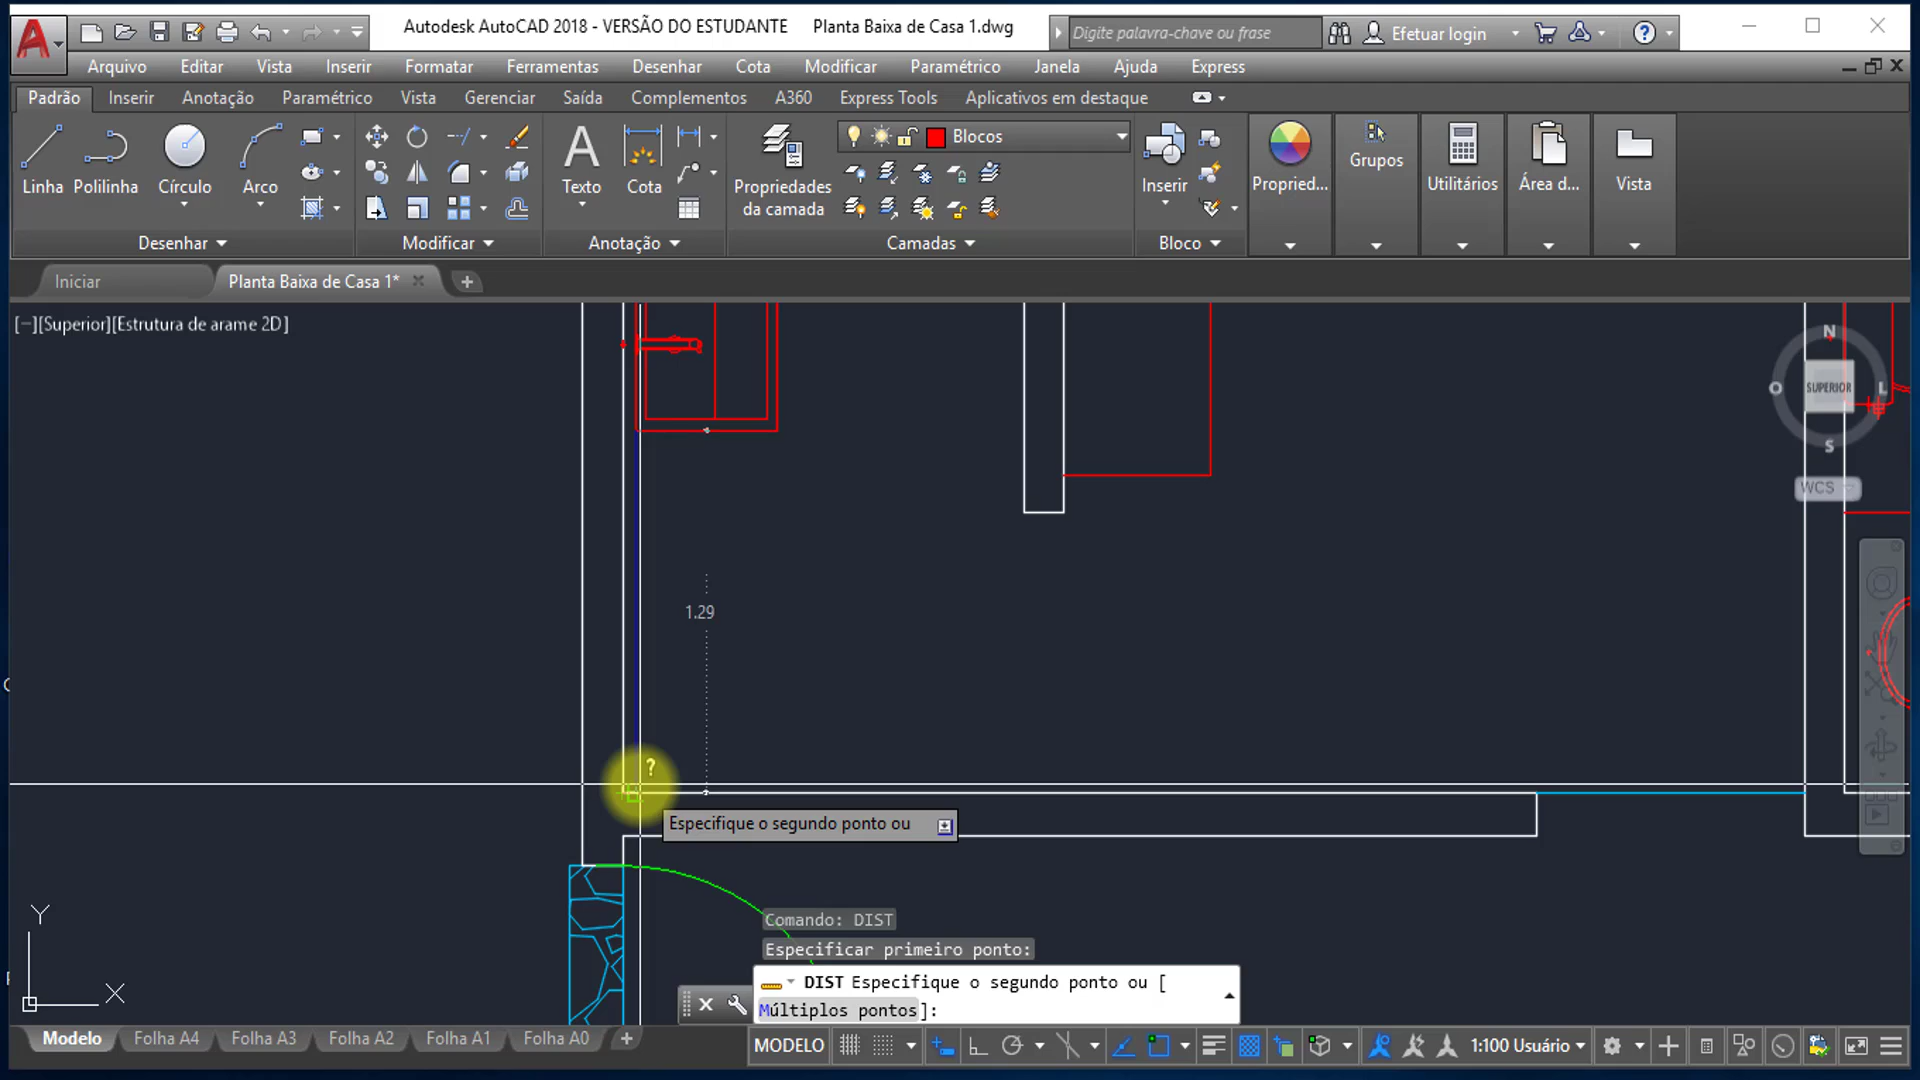 Autodesk AutoCAD 2018 - VERSÃO DO ESTUDANTE Planta Baixa de Casa 1.dwg
Digite palavra-chave ou frase
Efetuar login
Arquivo Editar Vista Inserir Formatar Ferramentas Desenhar Cota Modificar Paramétrico Janela Ajuda Express
Padrão Inserir Anotação Paramétrico Vista Gerenciar Saída Complementos A360 Express Tools Aplicativos em destaque
Blocos
Linha Polilinha Círculo Arco
Texto Cota
Propriedades
da camada
Inserir
Propried...
Grupos
Utilitários
Área d...
Vista
Desenhar Modificar Anotação Camadas Bloco
Iniciar Planta Baixa de Casa 1*
[−][Superior][Estrutura de arame 2D]
N
O SUPERIOR L
S
WCS
1.29
?
Especifique o segundo ponto ou
Comando: DIST
Especificar primeiro ponto:
DIST Especifique o segundo ponto ou [
Múltiplos pontos]:
Y
X
Modelo Folha A4 Folha A3 Folha A2 Folha A1 Folha A0
MODELO
1:100 Usuário